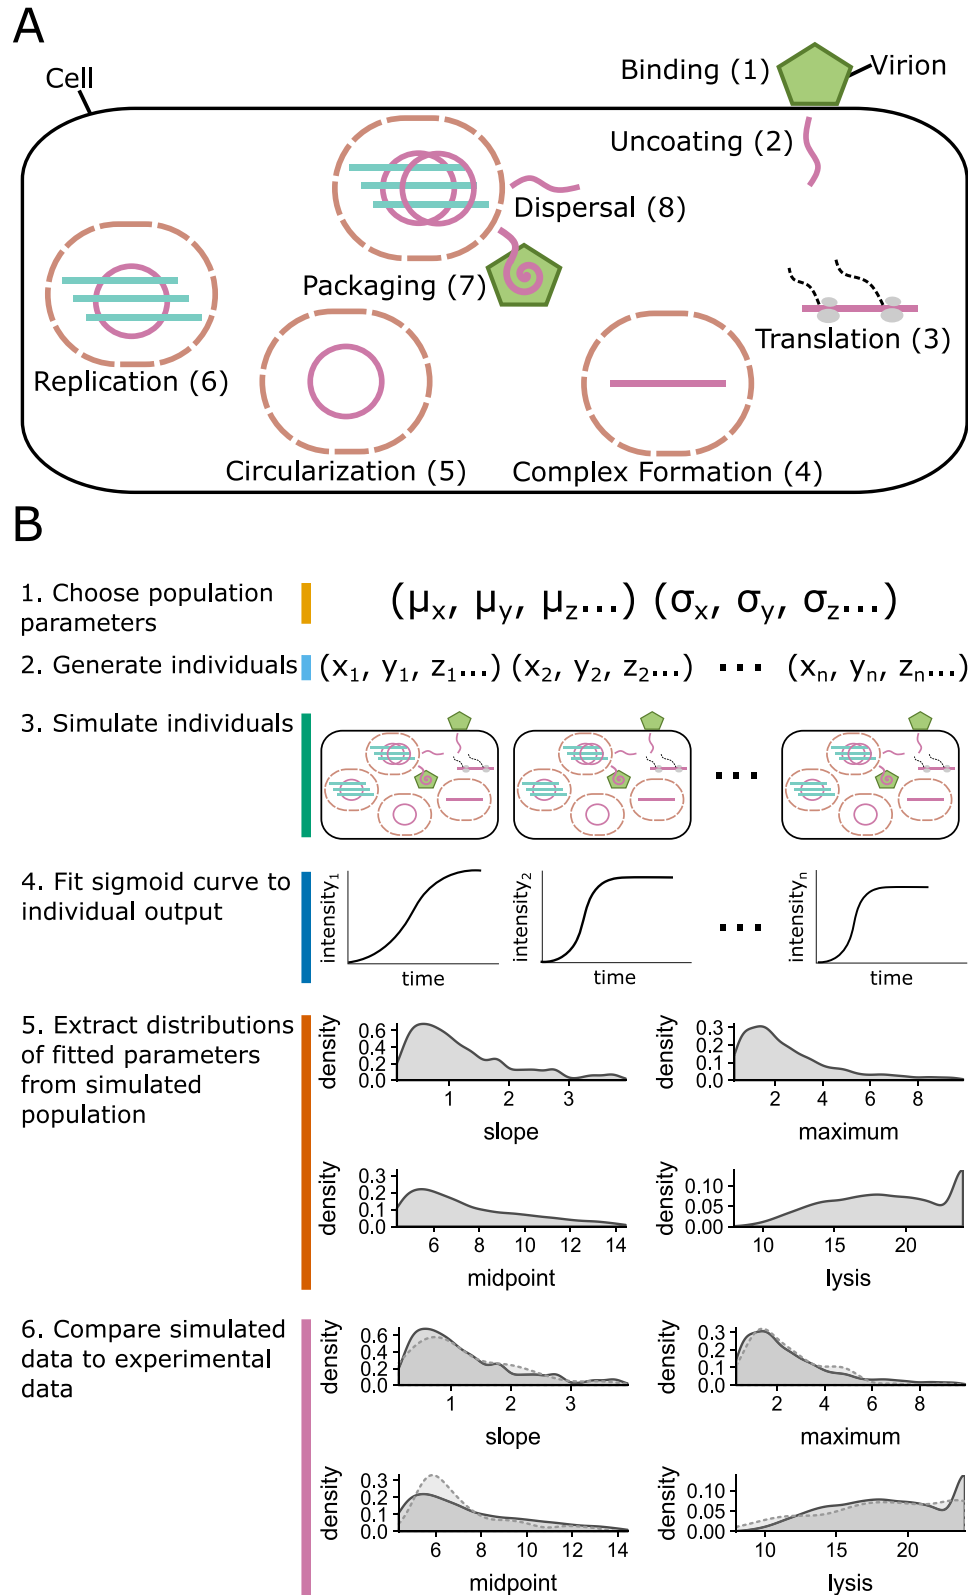 A
Cell
Binding (1)
Virion
Uncoating (2)
Dispersal (8)
Packaging (7)
Translation (3)
Replication (6)
Circularization (5)
Complex Formation (4)
B
1. Choose population
parameters
(μx, μy, μz...) (σx, σy, σz...)
2. Generate individuals
(x1, y1, z1...) (x2, y2, z2...) ... (xn, yn, zn...)
3. Simulate individuals
...
4. Fit sigmoid curve to
individual output
intensity1
time
intensity2
time
...
intensityn
time
5. Extract distributions
of fitted parameters
from simulated
population
density
0.6
0.4
0.2
0.0
1 2 3
slope
density
0.3
0.2
0.1
0.0
2 4 6 8
maximum
density
0.3
0.2
0.1
0.0
6 8 10 12 14
midpoint
density
0.10
0.05
0.00
10 15 20
lysis
6. Compare simulated
data to experimental
data
density
0.6
0.4
0.2
0.0
1 2 3
slope
density
0.3
0.2
0.1
0.0
2 4 6 8
maximum
density
0.3
0.2
0.1
0.0
6 8 10 12 14
midpoint
density
0.10
0.05
0.00
10 15 20
lysis